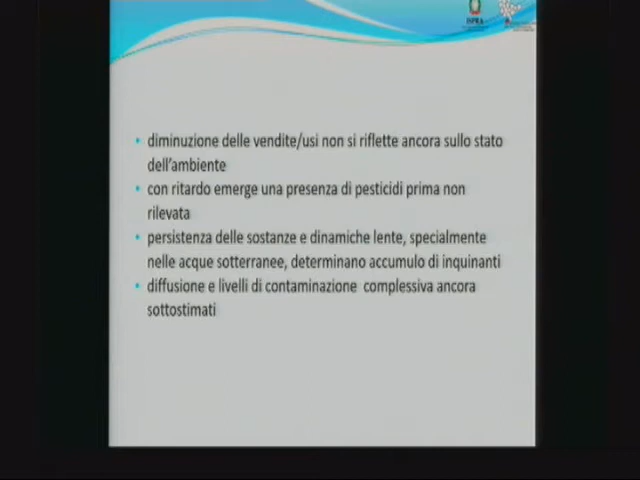 ISPRA
• diminuzione delle vendite/usi non si riflette ancora sullo stato
dell'ambiente
• con ritardo emerge una presenza di pesticidi prima non
rilevata
• persistenza delle sostanze e dinamiche lente, specialmente
nelle acque sotterranee, determinano accumulo di inquinanti
• diffusione e livelli di contaminazione complessiva ancora
sottostimati